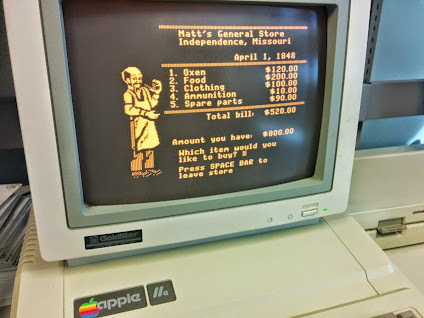 Matt's General Store
Independence, Missouri
April 1, 1848
1. Oxen $120.00
2. Food $200.00
3. Clothing $100.00
4. Ammunition $10.00
5. Spare parts $90.00
Total bill: $520.00
Amount you have: $800.00
Which item would you
like to buy?
Press SPACE BAR to
leave store
GoldStar
apple